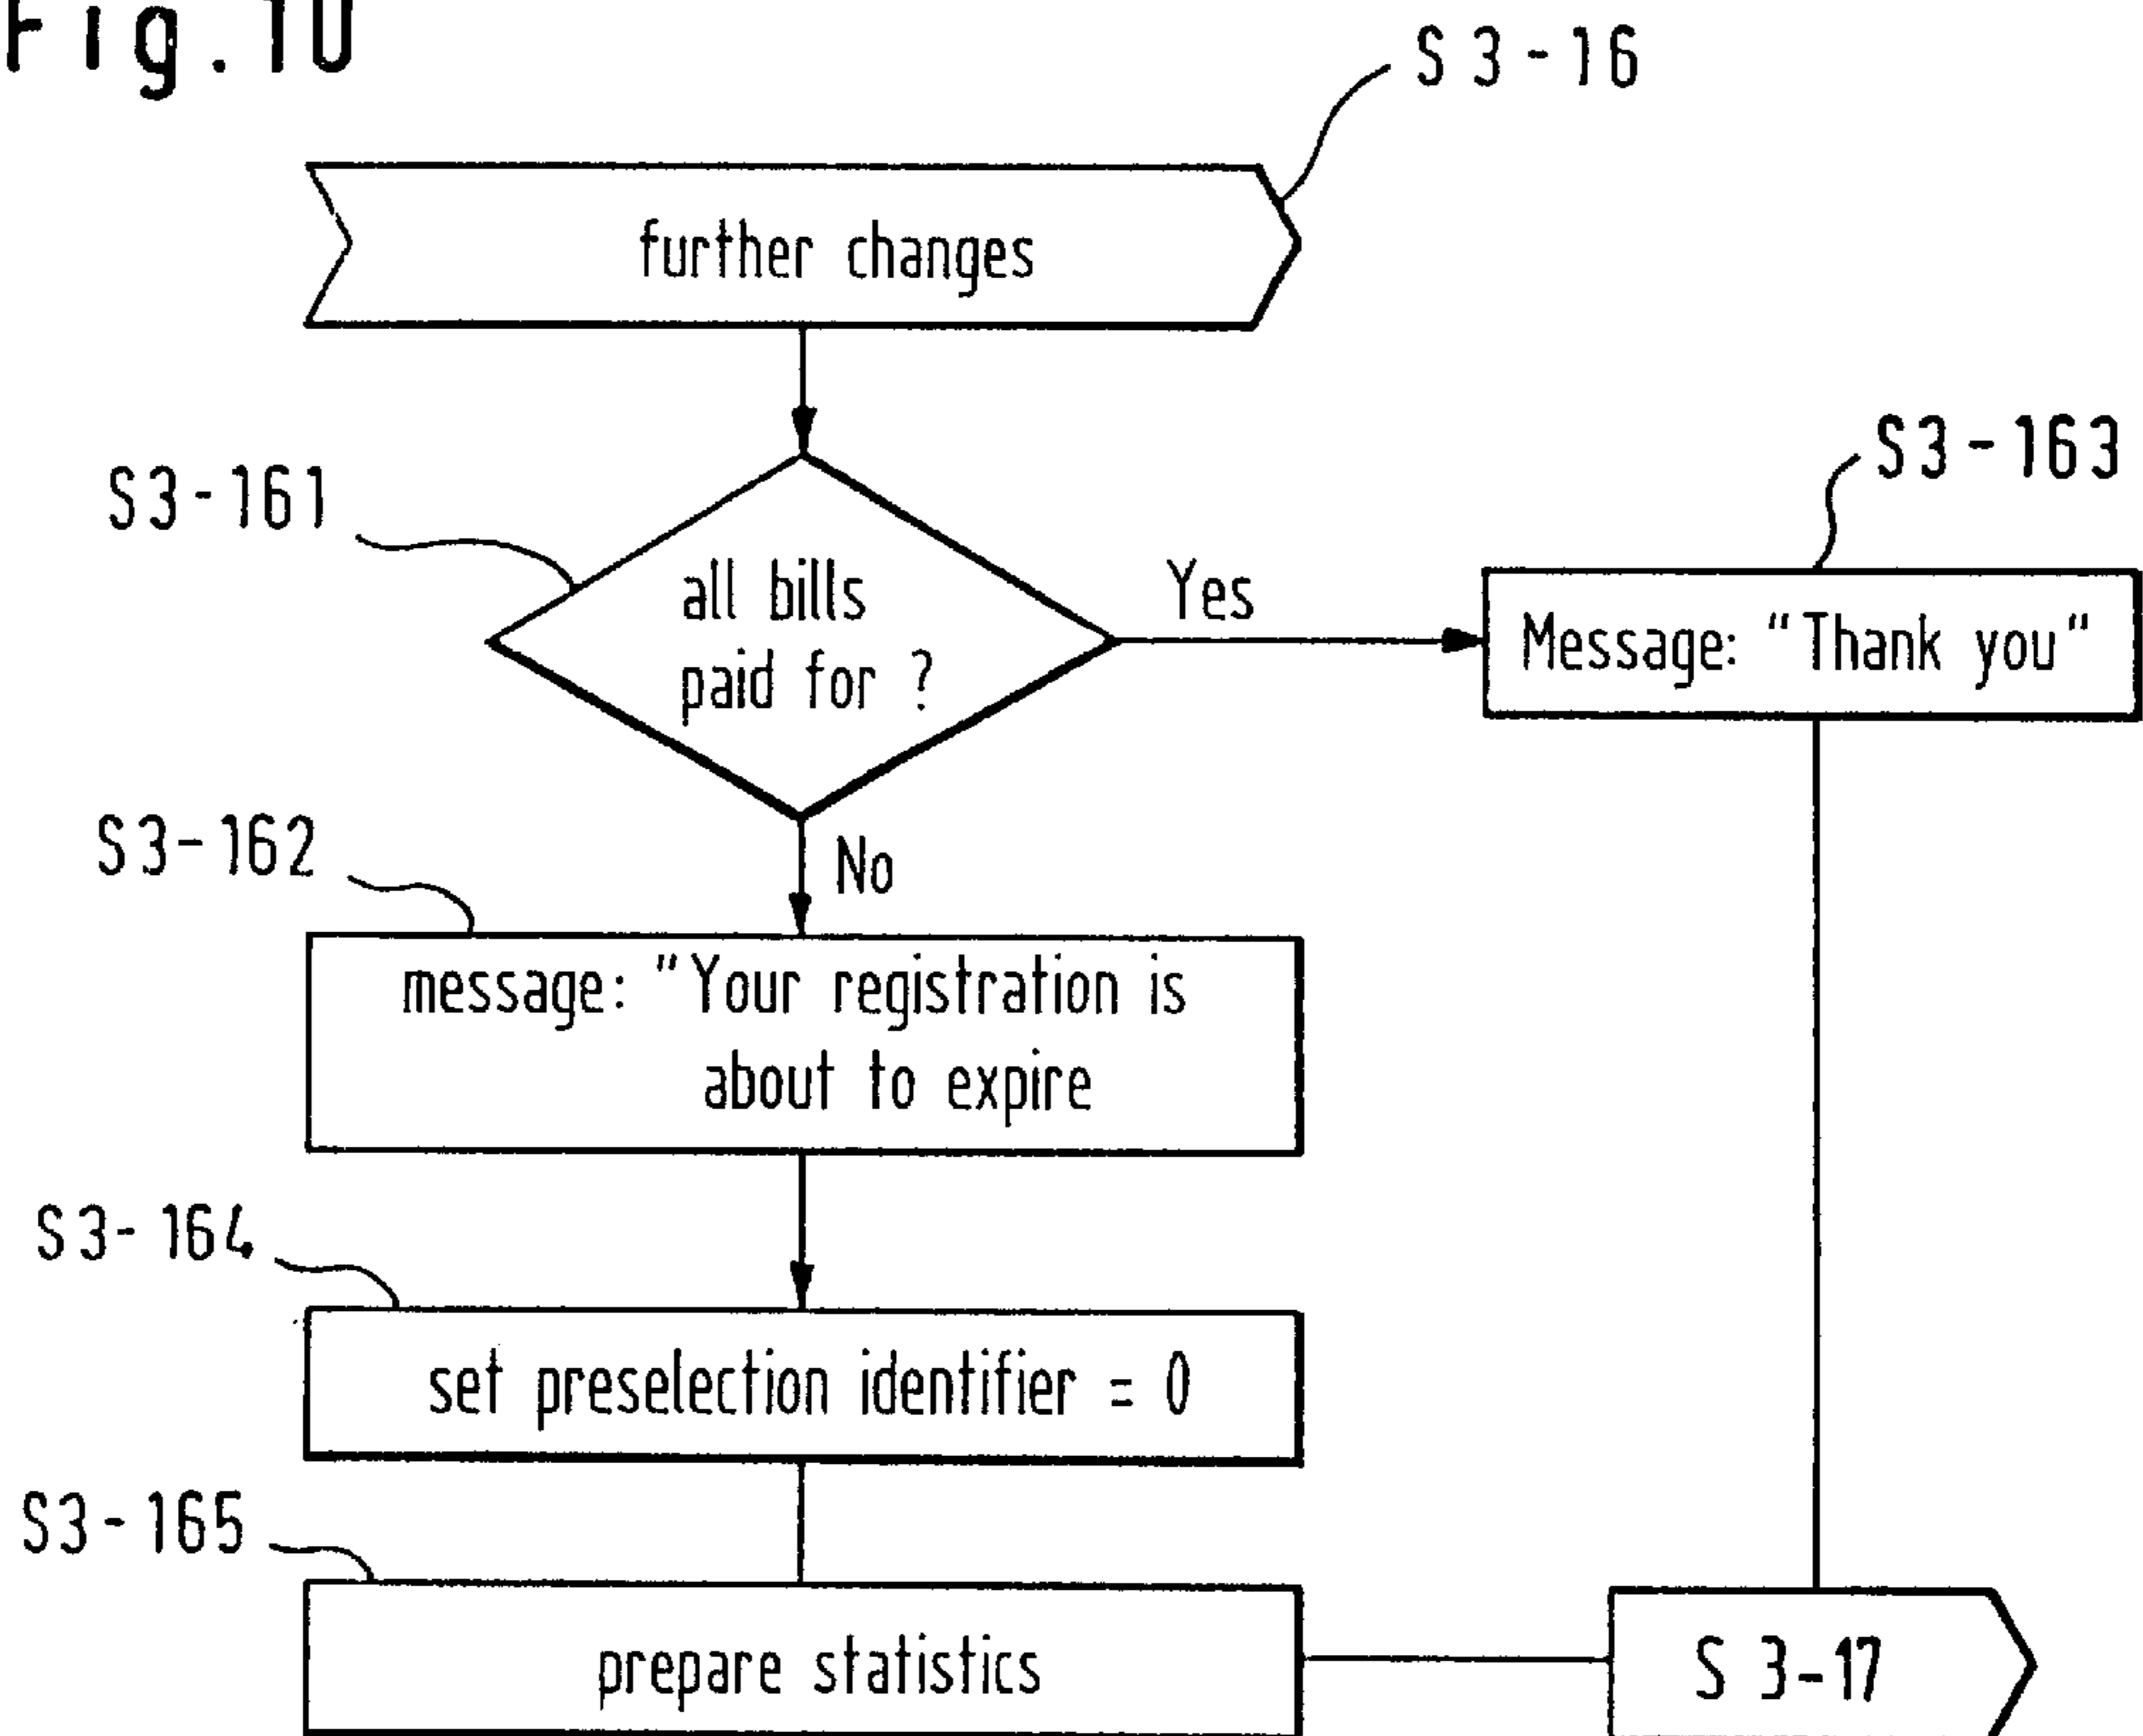 Fig.10
S 3-16
further changes
S3-161
all bills
paid for ?
Yes
S3-163
Message: "Thank you"
No
S3-162
message: "Your registration is
about to expire
S3-164
set preselection identifier = 0
S3-165
prepare statistics
S 3-17